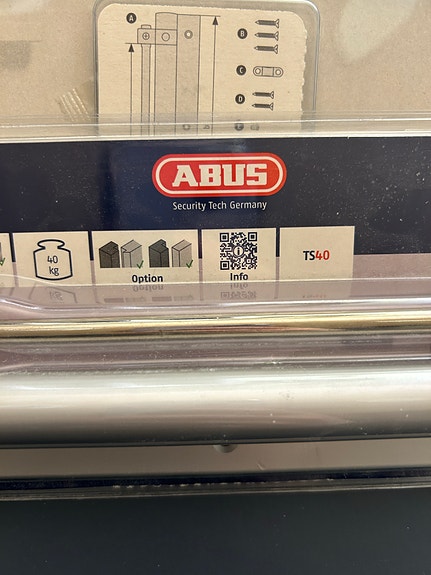 A
B
C
D
ABUS
Security Tech Germany
40
kg
Option
Info
TS40